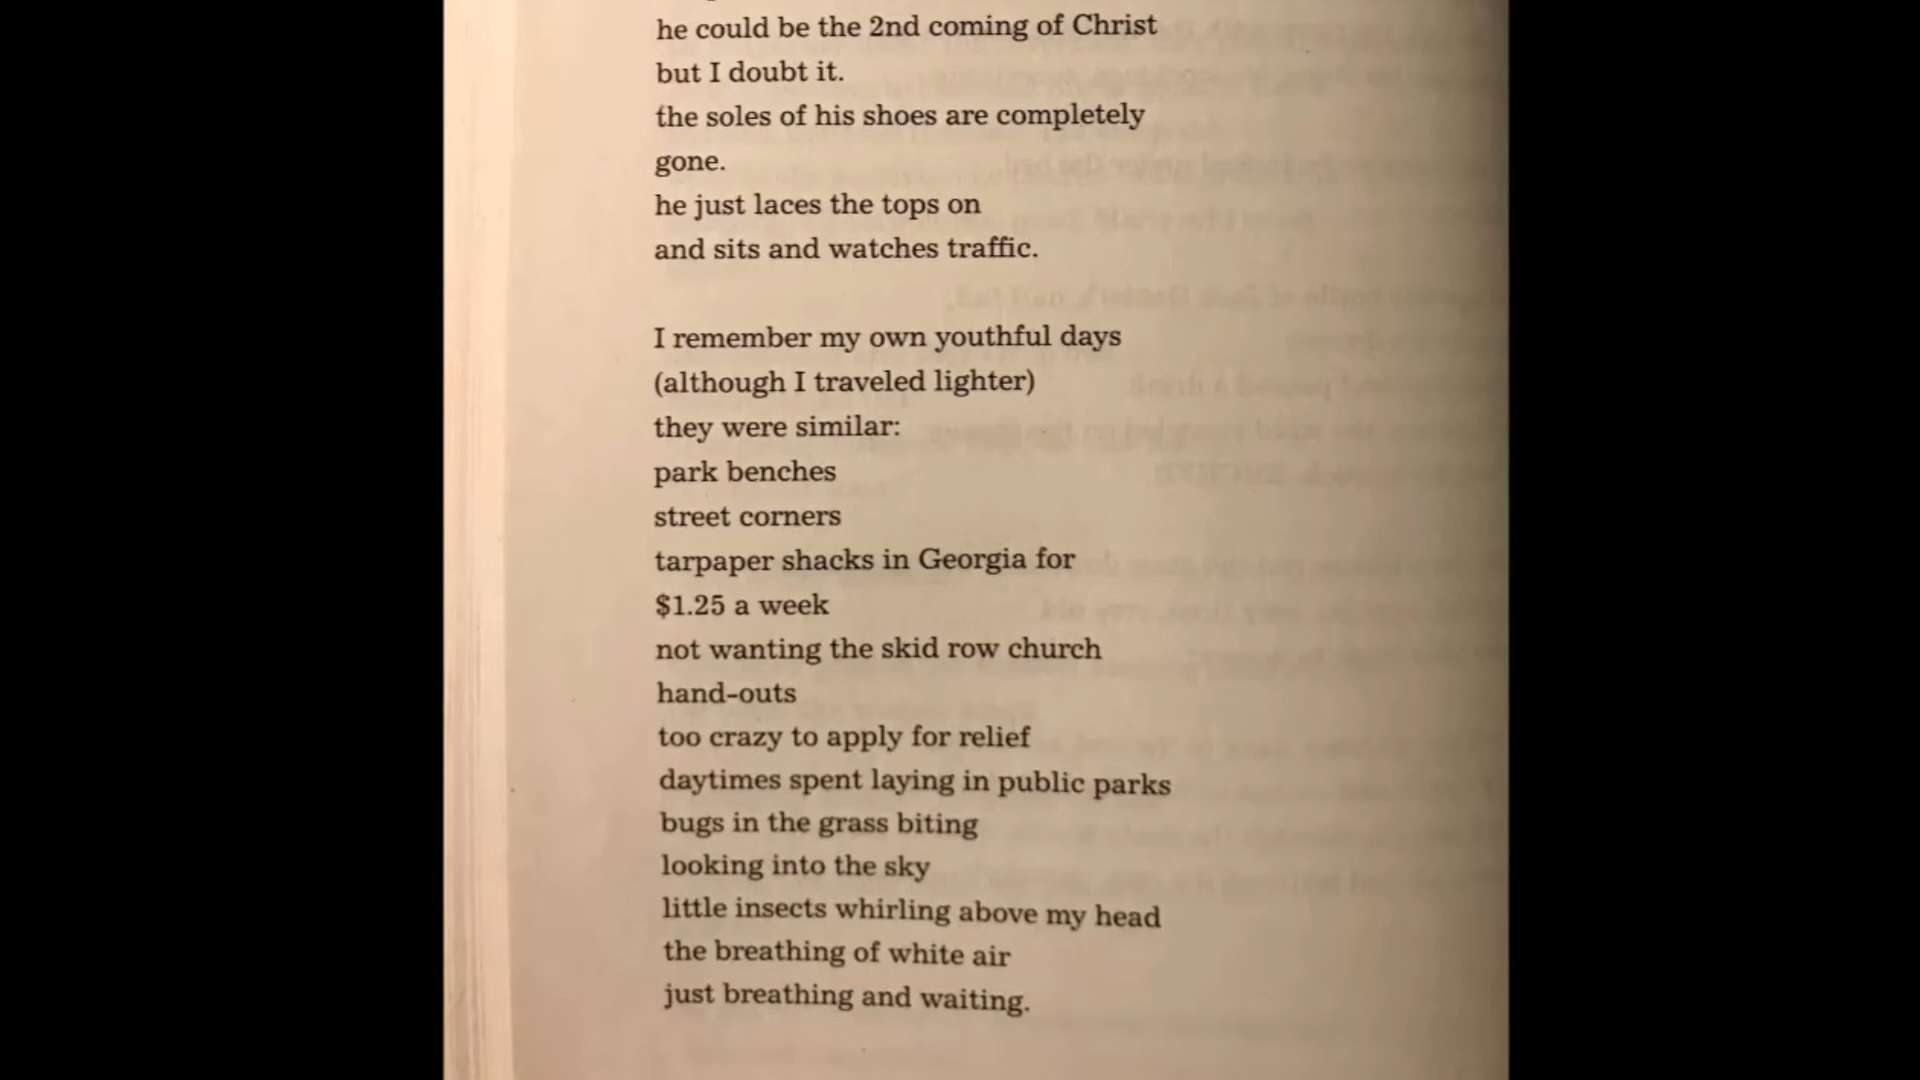 he could be the 2nd coming of Christ
but I doubt it.
the soles of his shoes are completely
gone.
he just laces the tops on
and sits and watches traffic.
I remember my own youthful days
(although I traveled lighter)
they were similar:
park benches
street corners
tarpaper shacks in Georgia for
$1.25 a week
not wanting the skid row church
hand-outs
too crazy to apply for relief
daytimes spent laying in public parks
bugs in the grass biting
looking into the sky
little insects whirling above my head
the breathing of white air
just breathing and waiting.